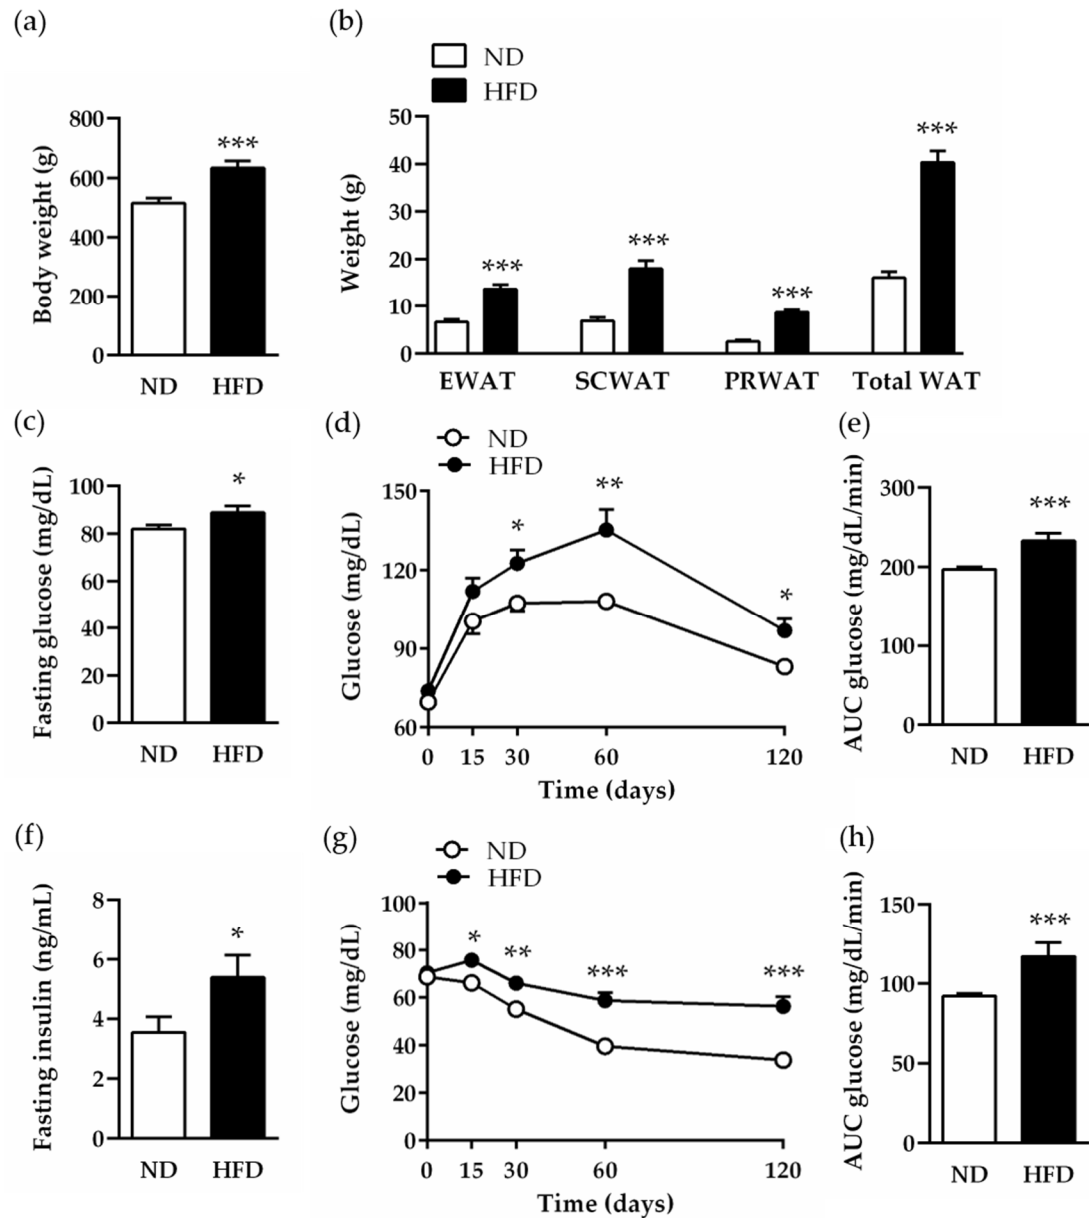 (a)
Body weight (g)
800
600
400
200
0
***
ND HFD
(b)
ND
HFD
Weight (g)
50
40
30
20
10
0
*** *** *** ***
EWAT SCWAT PRWAT Total WAT
(c)
Fasting glucose (mg/dL)
100
80
60
40
20
0
*
ND HFD
(d)
ND
HFD
Glucose (mg/dL)
150
120
90
60
* ** *
0 15 30 60 120
Time (days)
(e)
AUC glucose (mg/dL/min)
300
200
100
0
***
ND HFD
(f)
Fasting insulin (ng/mL)
8
6
4
2
0
*
ND HFD
(g)
ND
HFD
Glucose (mg/dL)
100
80
60
40
20
0
* ** *** ***
0 15 30 60 120
Time (days)
(h)
AUC glucose (mg/dL/min)
150
100
50
0
***
ND HFD